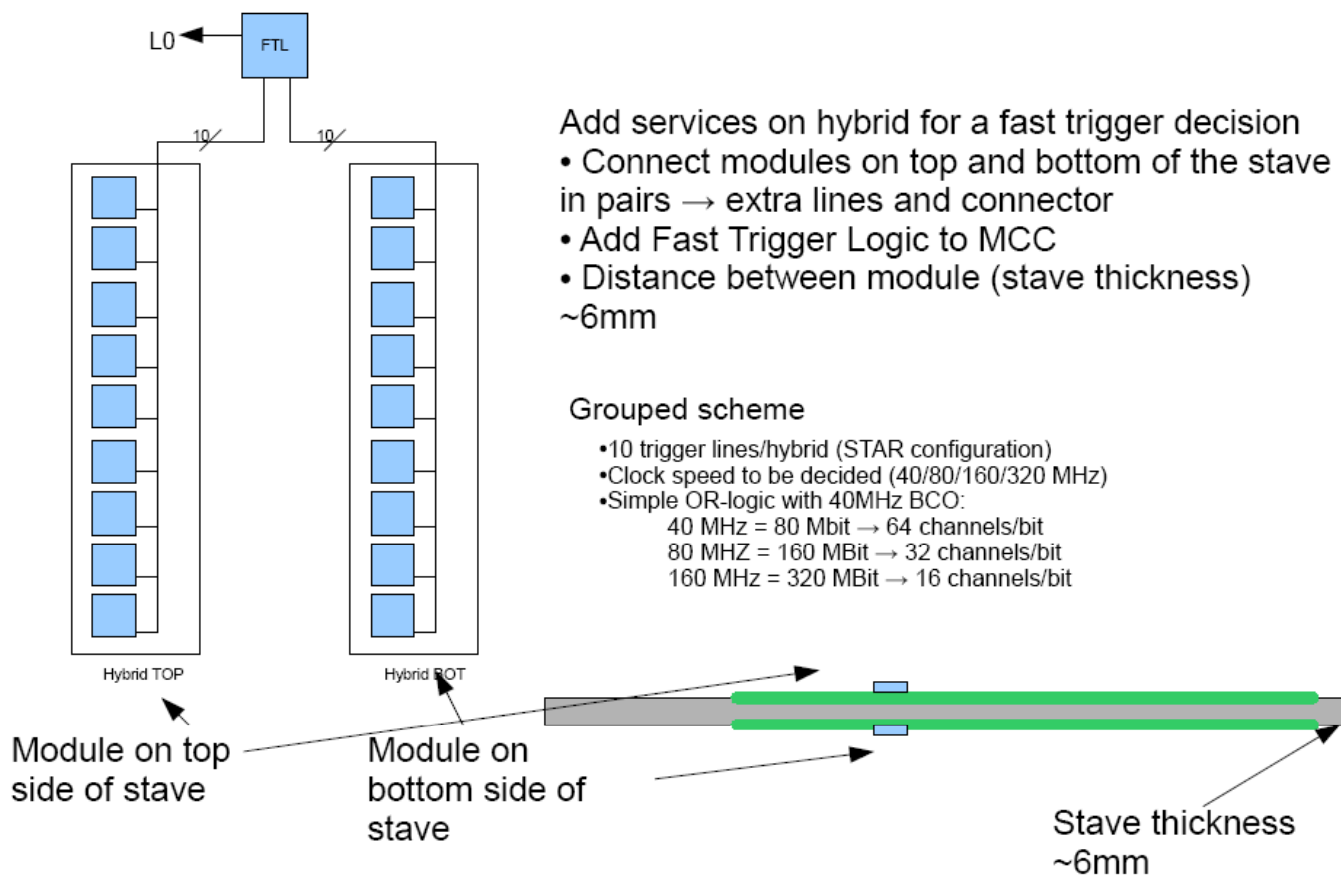 L0
FTL
10
10
Add services on hybrid for a fast trigger decision
• Connect modules on top and bottom of the stave
in pairs → extra lines and connector
• Add Fast Trigger Logic to MCC
• Distance between module (stave thickness)
~6mm
Grouped scheme
•10 trigger lines/hybrid (STAR configuration)
•Clock speed to be decided (40/80/160/320 MHz)
•Simple OR-logic with 40MHz BCO:
40 MHz = 80 Mbit → 64 channels/bit
80 MHZ = 160 MBit → 32 channels/bit
160 MHz = 320 MBit → 16 channels/bit
Hybrid TOP
Hybrid BOT
Module on top
side of stave
Module on
bottom side of
stave
Stave thickness
~6mm